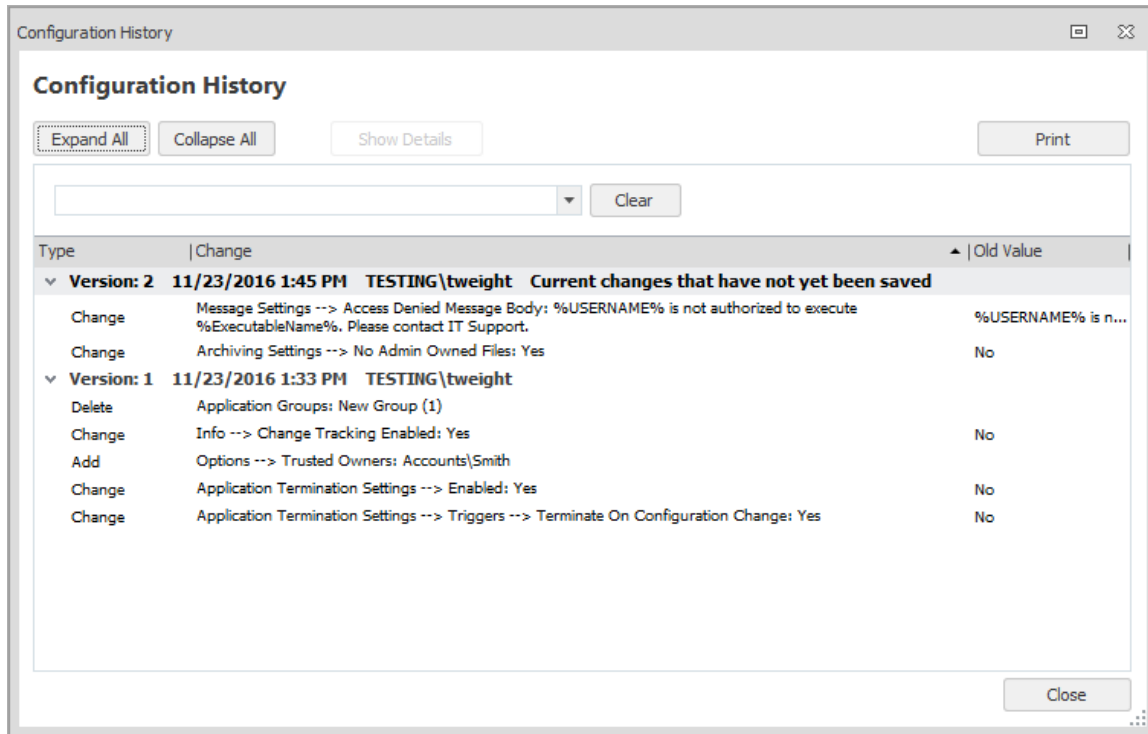 Configuration History
Configuration History
Expand All Collapse All Show Details Print
Clear
Type |Change |Old Value |
Version: 2 11/23/2016 1:45 PM TESTING\tweight Current changes that have not yet been saved
Change Message Settings --> Access Denied Message Body: %USERNAME% is not authorized to execute
%ExecutableName%. Please contact IT Support. %USERNAME% is n...
Change Archiving Settings --> No Admin Owned Files: Yes No
Version: 1 11/23/2016 1:33 PM TESTING\tweight
Delete Application Groups: New Group (1)
Change Info --> Change Tracking Enabled: Yes No
Add Options --> Trusted Owners: Accounts\Smith
Change Application Termination Settings --> Enabled: Yes No
Change Application Termination Settings --> Triggers --> Terminate On Configuration Change: Yes No
Close